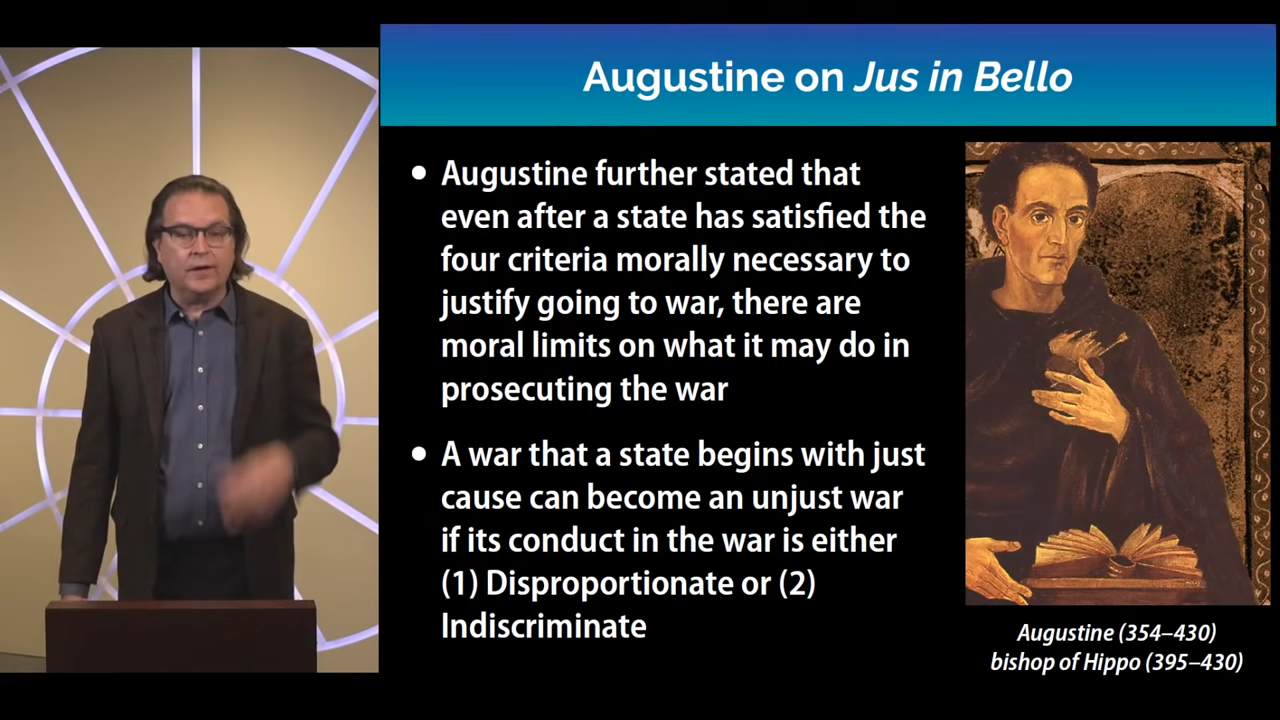 Augustine on Jus in Bello
• Augustine further stated that
even after a state has satisfied the
four criteria morally necessary to
justify going to war, there are
moral limits on what it may do in
prosecuting the war
• A war that a state begins with just
cause can become an unjust war
if its conduct in the war is either
(1) Disproportionate or (2)
Indiscriminate
Augustine (354–430)
bishop of Hippo (395–430)